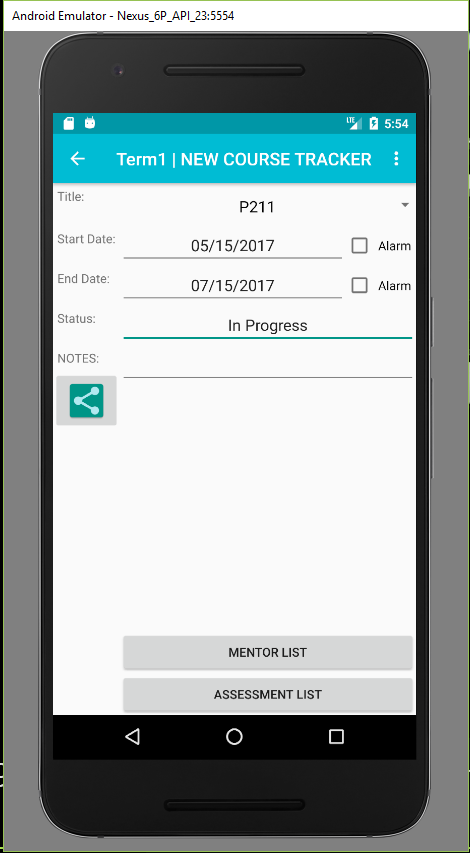 Android Emulator - Nexus_6P_API_23:5554
LTE 5:54
Term1 | NEW COURSE TRACKER
Title: P211
Start Date: 05/15/2017 Alarm
End Date: 07/15/2017 Alarm
Status: In Progress
NOTES:
MENTOR LIST
ASSESSMENT LIST